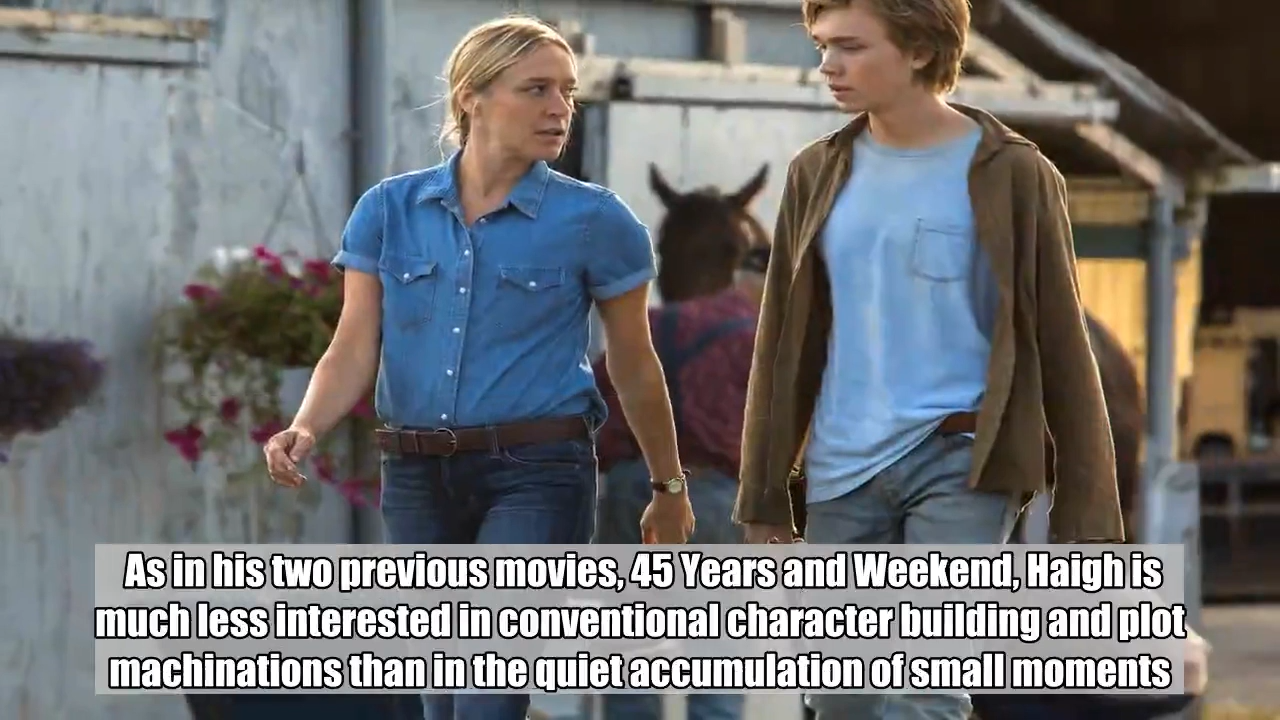 As in his two previous movies, 45 Years and Weekend, Haigh is
much less interested in conventional character building and plot
machinations than in the quiet accumulation of small moments